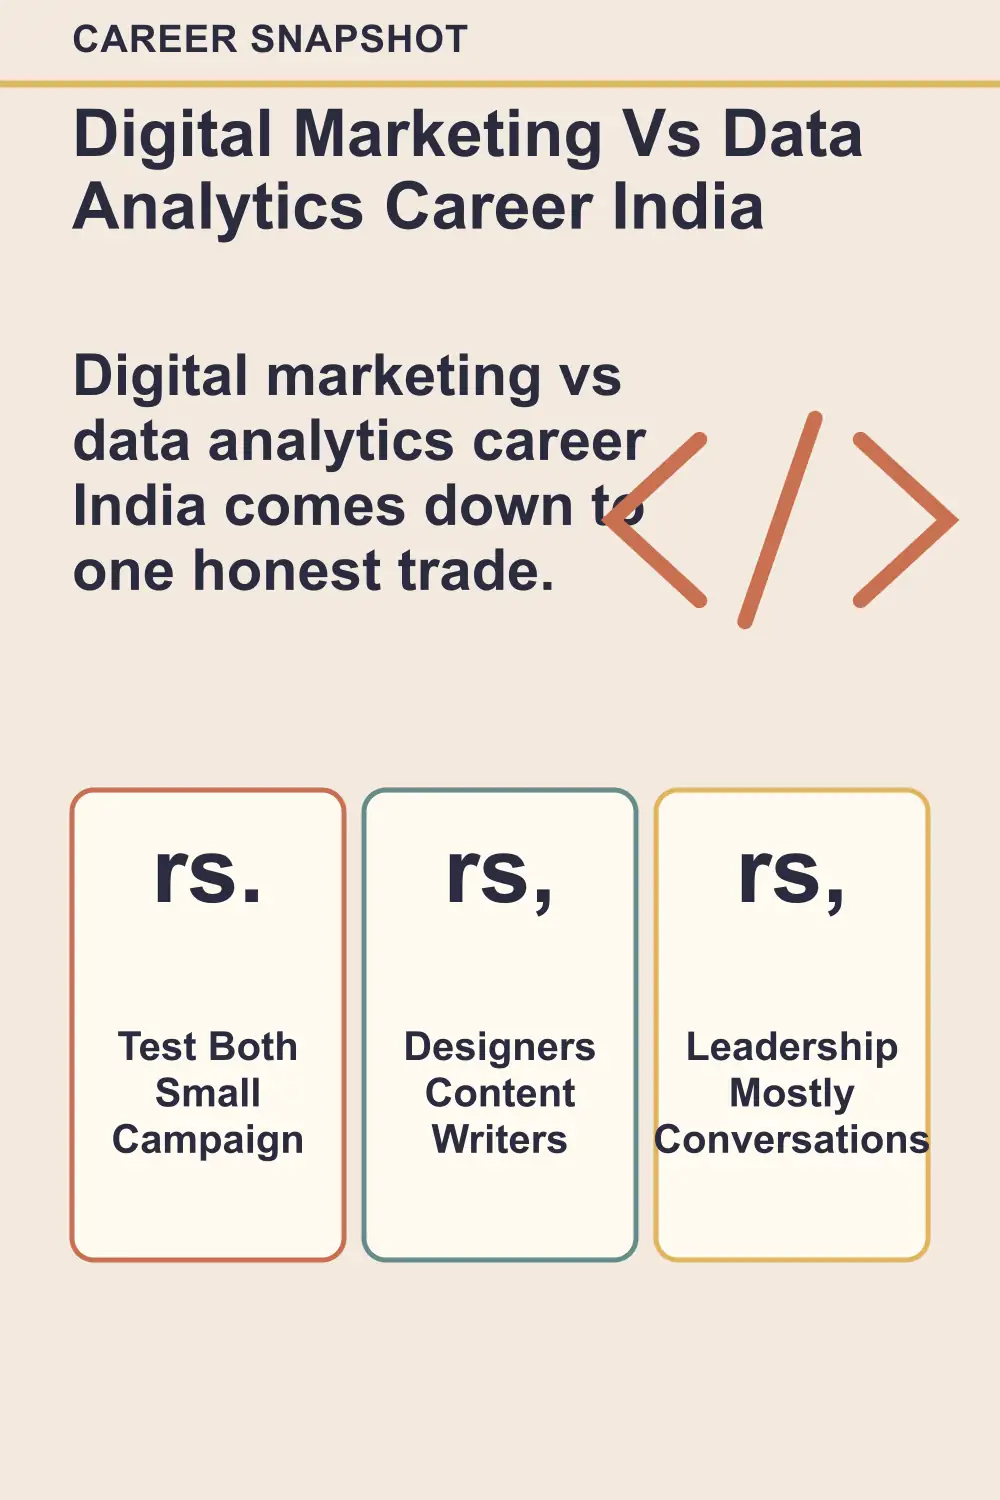 CAREER SNAPSHOT
Digital Marketing Vs Data
Analytics Career India
Digital marketing vs
data analytics career
India comes down to
one honest trade.
rs.
Test Both
Small
Campaign
rs,
Designers
Content
Writers
rs,
Leadership
Mostly
Conversations